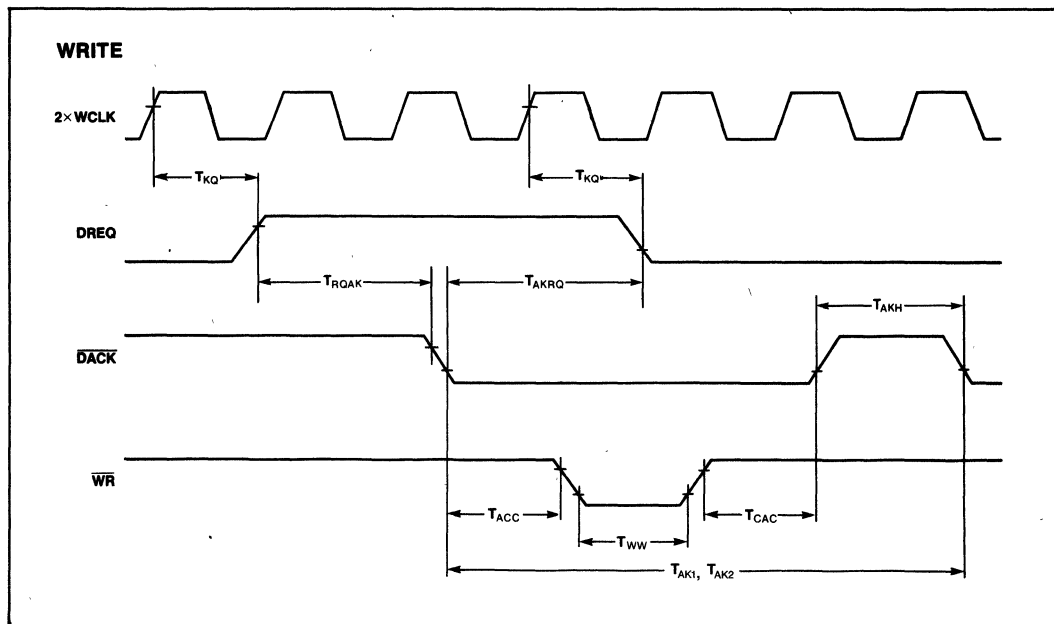 WRITE
2×WCLK
T_KQ T_KQ
DREQ
T_RQAK T_AKRQ
T_AKH
DACK
WR
T_ACC T_CAC
T_WW
T_AK1, T_AK2